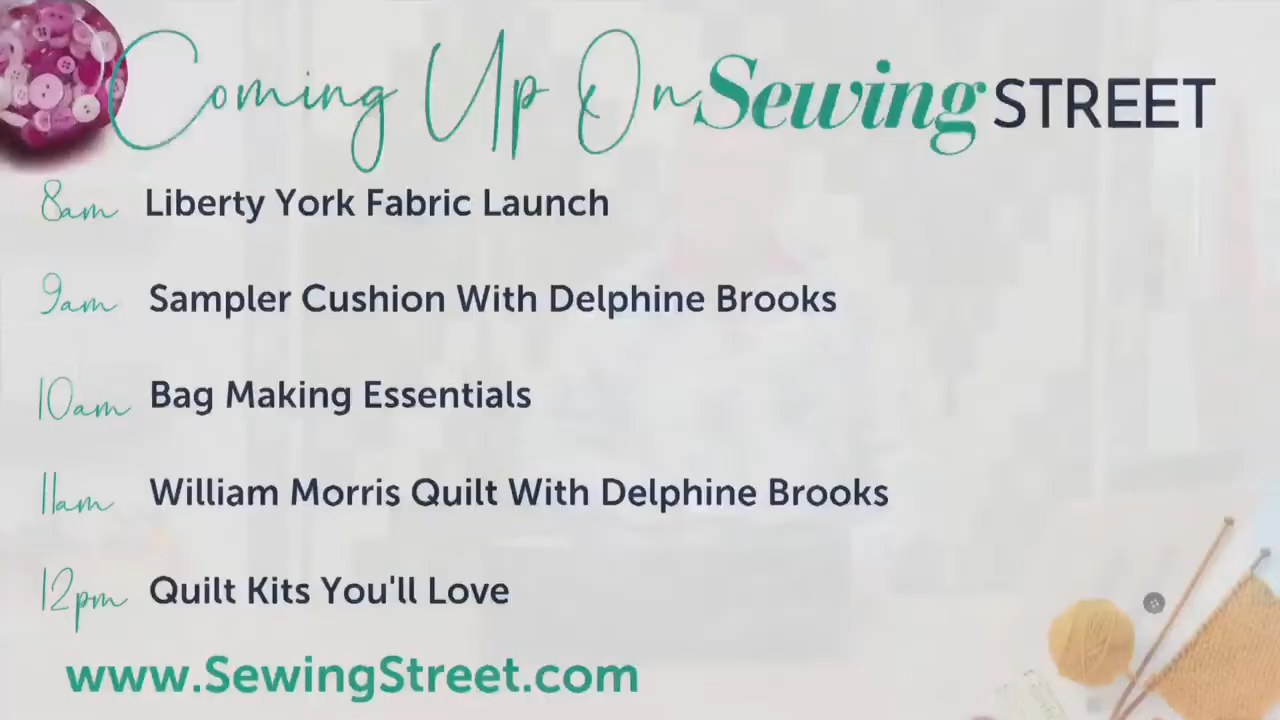 Coming Up On Sewing STREET
8am Liberty York Fabric Launch
9am Sampler Cushion With Delphine Brooks
10am Bag Making Essentials
11am William Morris Quilt With Delphine Brooks
12pm Quilt Kits You'll Love
www.SewingStreet.com